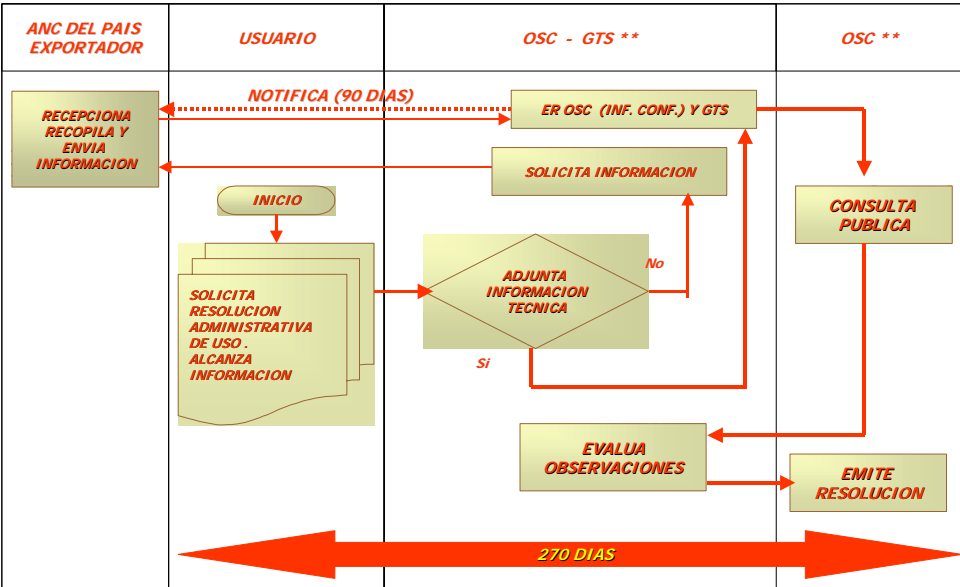 ANC DEL PAIS
EXPORTADOR
USUARIO
OSC - GTS **
OSC **
NOTIFICA (90 DIAS)
RECEPCIONA
RECOPILA Y
ENVIA
INFORMACION
ER OSC (INF. CONF.) Y GTS
SOLICITA INFORMACION
INICIO
CONSULTA
PUBLICA
SOLICITA
RESOLUCION
ADMINISTRATIVA
DE USO .
ALCANZA
INFORMACION
ADJUNTA
INFORMACION
TECNICA
No
Si
EVALUA
OBSERVACIONES
EMITE
RESOLUCION
270 DIAS